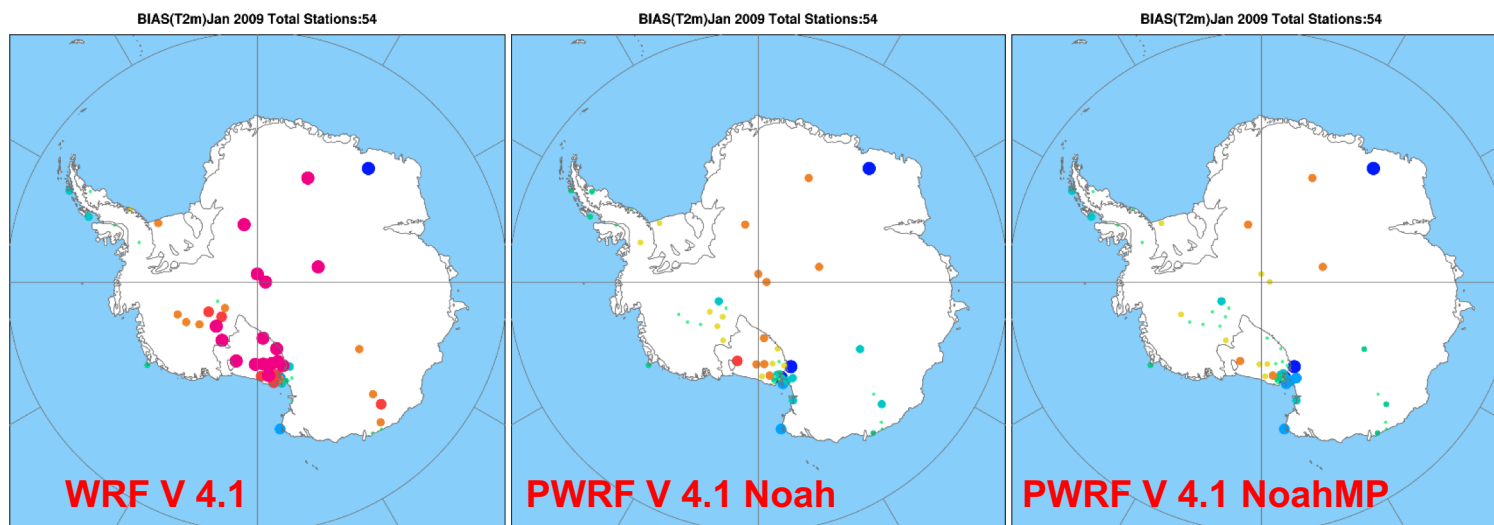 BIAS(T2m)Jan 2009 Total Stations:54
BIAS(T2m)Jan 2009 Total Stations:54
BIAS(T2m)Jan 2009 Total Stations:54
WRF V 4.1
PWRF V 4.1 Noah
PWRF V 4.1 NoahMP